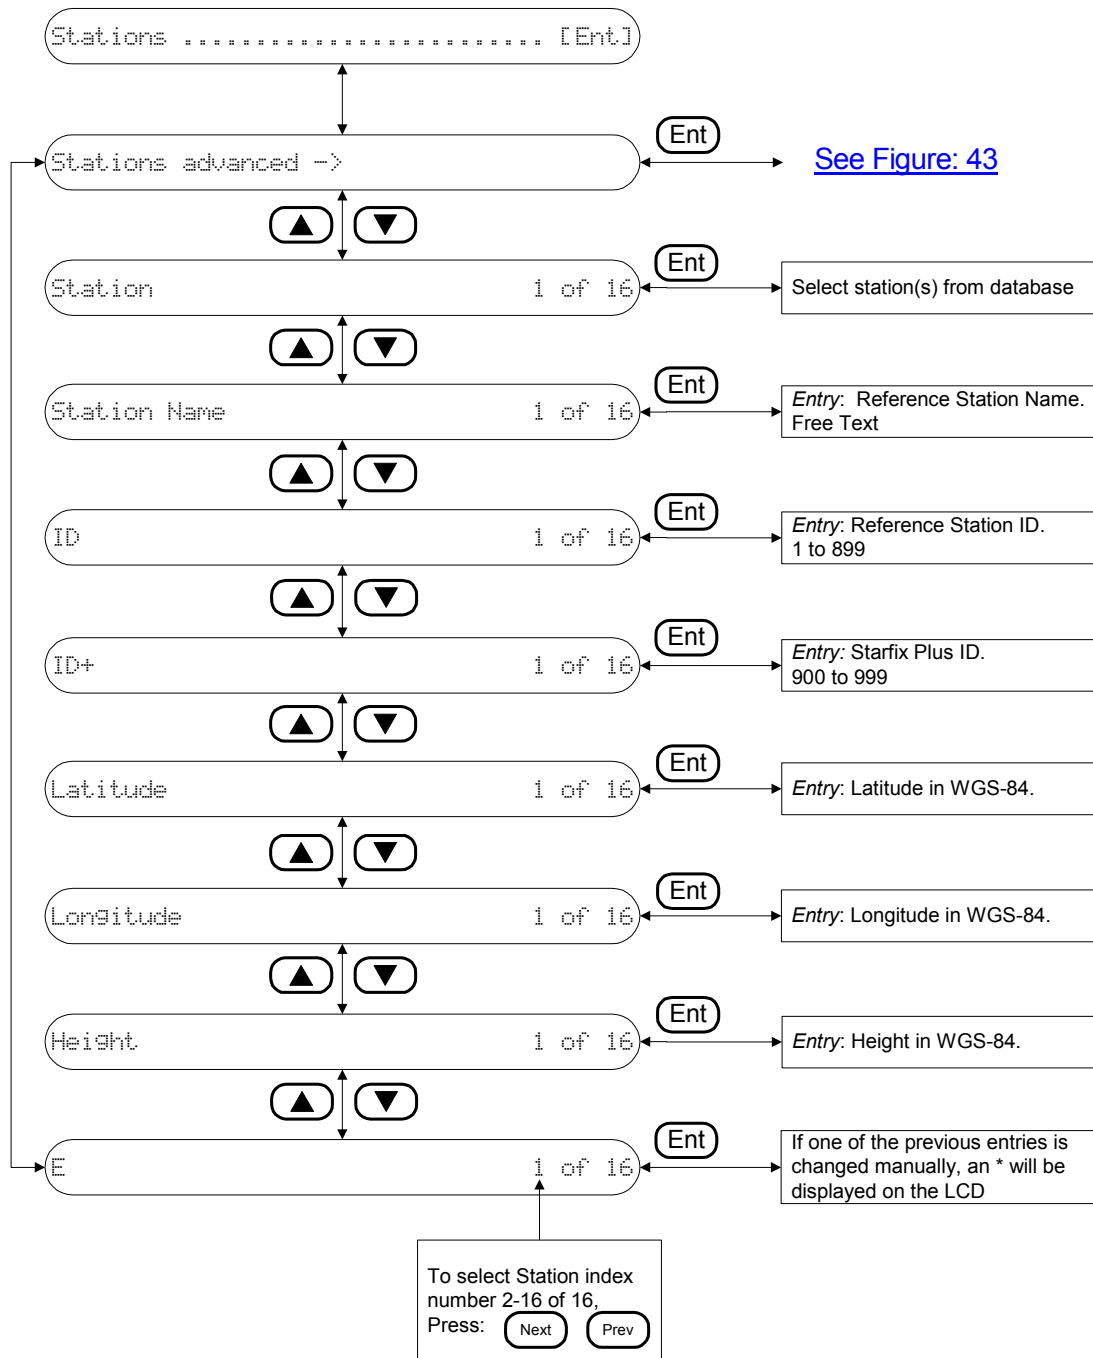 Stations ......................... [Ent]
Ent
Stations advanced ->
See Figure: 43
Ent
Station 1 of 16
Select station(s) from database
Ent
Station Name 1 of 16
Entry: Reference Station Name.
Free Text
Ent
ID 1 of 16
Entry: Reference Station ID.
1 to 899
Ent
ID+ 1 of 16
Entry: Starfix Plus ID.
900 to 999
Ent
Latitude 1 of 16
Entry: Latitude in WGS-84.
Ent
Longitude 1 of 16
Entry: Longitude in WGS-84.
Ent
Height 1 of 16
Entry: Height in WGS-84.
Ent
E 1 of 16
If one of the previous entries is
changed manually, an * will be
displayed on the LCD
To select Station index
number 2-16 of 16,
Press: Next Prev